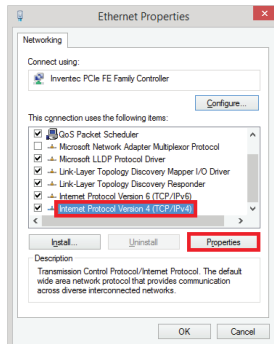 Ethernet Properties
Networking
Connect using:
Inventec PCIe FE Family Controller
Configure...
This connection uses the following items:
QoS Packet Scheduler
Microsoft Network Adapter Multiplexor Protocol
Microsoft LLDP Protocol Driver
Link-Layer Topology Discovery Mapper I/O Driver
Link-Layer Topology Discovery Responder
Internet Protocol Version 6 (TCP/IPv6)
Internet Protocol Version 4 (TCP/IPv4)
Install... Uninstall Properties
Description
Transmission Control Protocol/Internet Protocol. The default
wide area network protocol that provides communication
across diverse interconnected networks.
OK Cancel